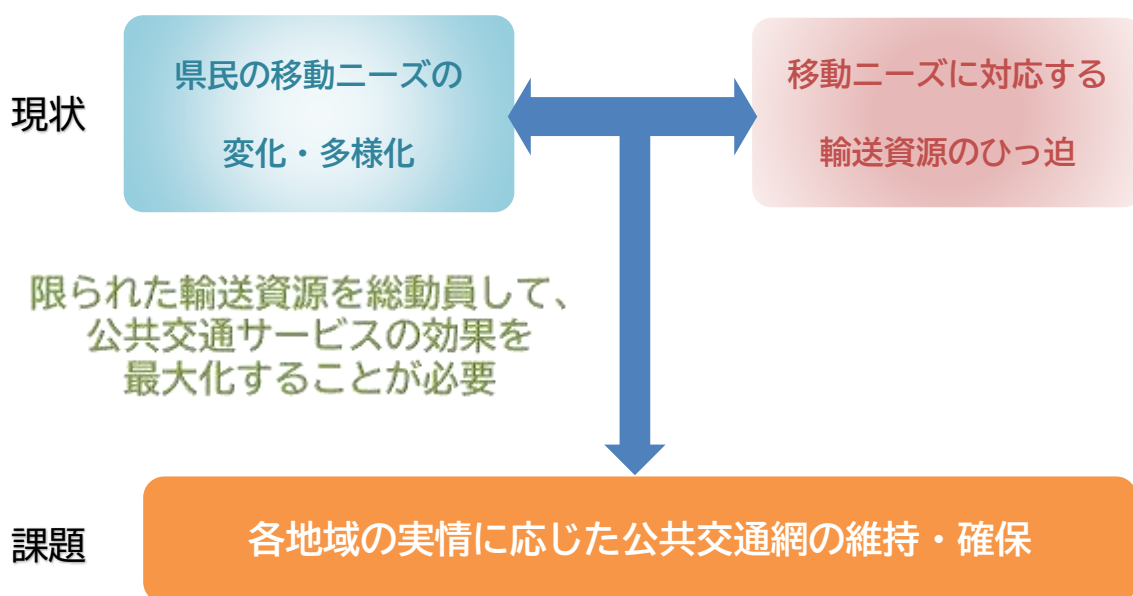 現状
県民の移動ニーズの
変化・多様化
移動ニーズに対応する
輸送資源のひっ迫
限られた輸送資源を総動員して、
公共交通サービスの効果を
最大化することが必要
課題
各地域の実情に応じた公共交通網の維持・確保